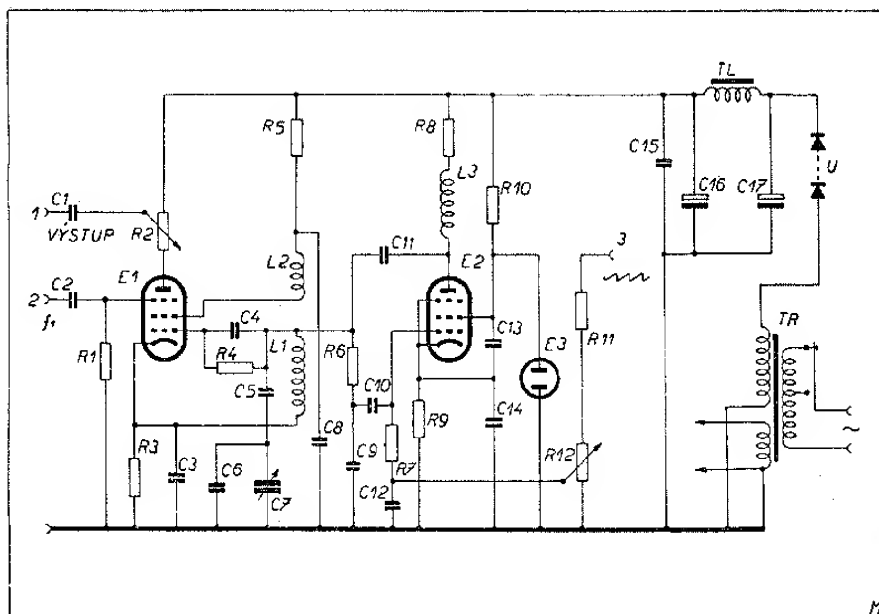 TL
R5
R8
C15
L3
R10
C16
C17
U
C1
1
VÝSTUP
R2
3
C11
E1
L2
E2
C2
2
f1
TR
C4
L1
C13
E3
R11
R1
R4
R6
C5
C10
R9
C14
R3
C8
C9
R7
R12
~
C3
C6
C7
C12
M